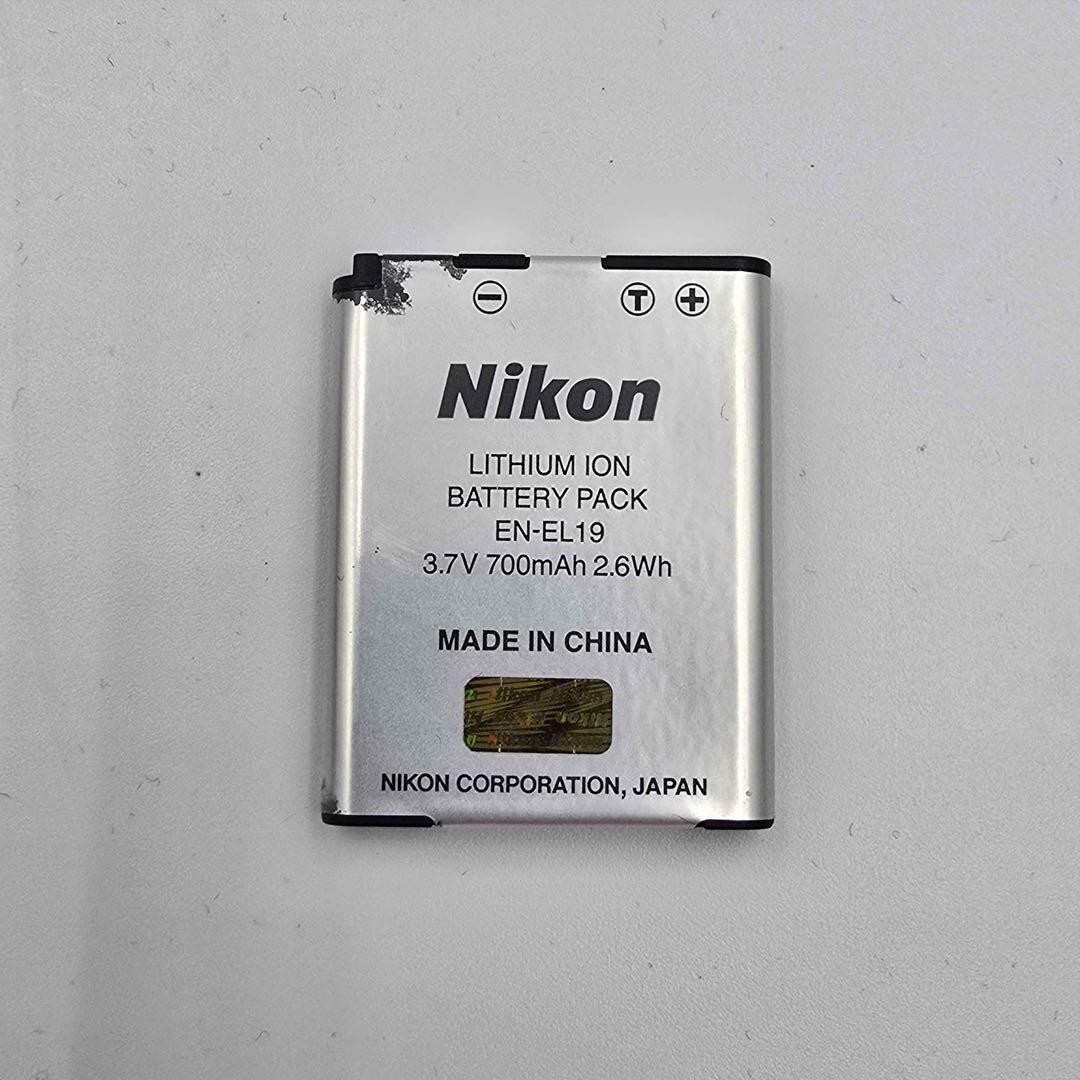 − T +
Nikon
LITHIUM ION
BATTERY PACK
EN-EL19
3.7V 700mAh 2.6Wh
MADE IN CHINA
NIKON CORPORATION, JAPAN